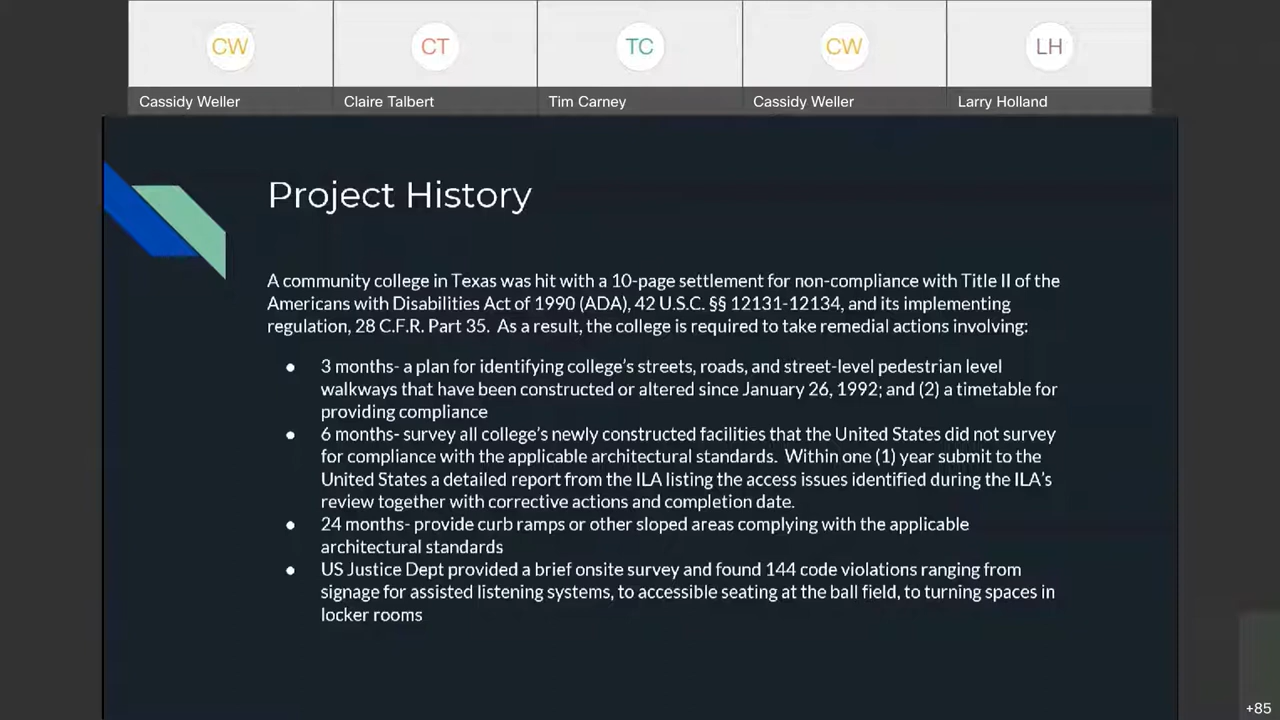 CW
CT
TC
CW
LH
Cassidy Weller
Claire Talbert
Tim Carney
Cassidy Weller
Larry Holland
Project History
A community college in Texas was hit with a 10-page settlement for non-compliance with Title II of the
Americans with Disabilities Act of 1990 (ADA), 42 U.S.C. §§ 12131-12134, and its implementing
regulation, 28 C.F.R. Part 35.  As a result, the college is required to take remedial actions involving:
● 3 months- a plan for identifying college's streets, roads, and street-level pedestrian level
walkways that have been constructed or altered since January 26, 1992; and (2) a timetable for
providing compliance
● 6 months- survey all college's newly constructed facilities that the United States did not survey
for compliance with the applicable architectural standards.  Within one (1) year submit to the
United States a detailed report from the ILA listing the access issues identified during the ILA's
review together with corrective actions and completion date.
● 24 months- provide curb ramps or other sloped areas complying with the applicable
architectural standards
● US Justice Dept provided a brief onsite survey and found 144 code violations ranging from
signage for assisted listening systems, to accessible seating at the ball field, to turning spaces in
locker rooms
+85